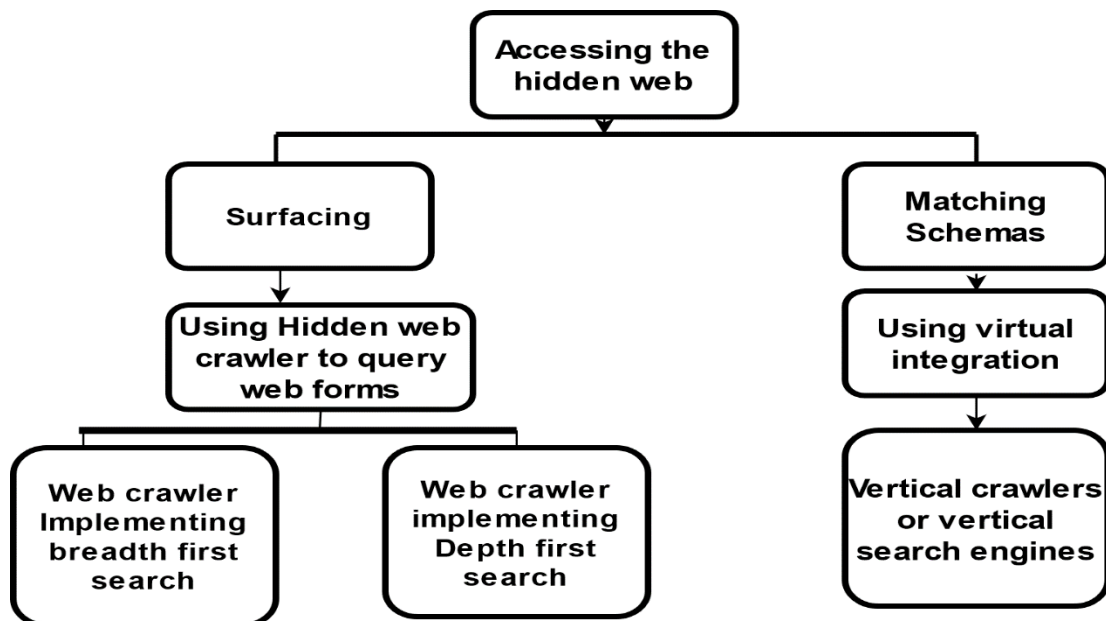 Accessing the
hidden web
Surfacing
Matching
Schemas
Using Hidden web
crawler to query
web forms
Using virtual
integration
Web crawler
Implementing
breadth first
search
Web crawler
implementing
Depth first
search
Vertical crawlers
or vertical
search engines